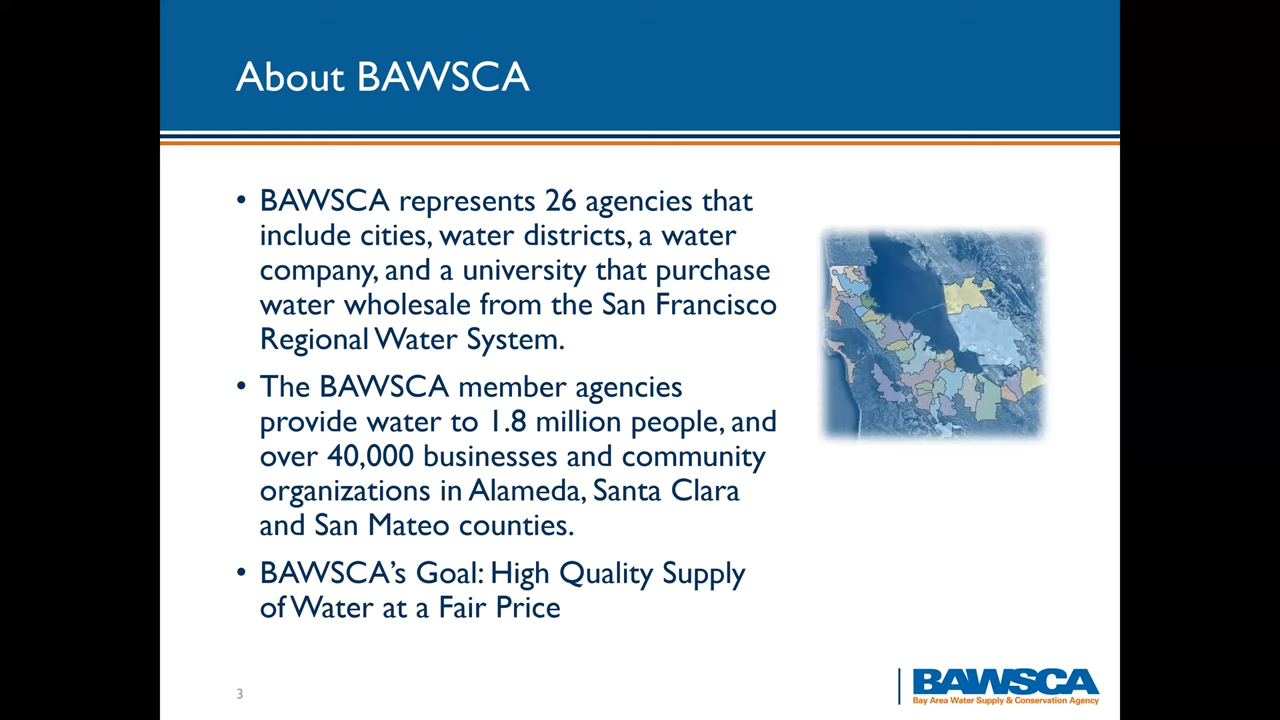 About BAWSCA
• BAWSCA represents 26 agencies that
include cities, water districts, a water
company, and a university that purchase
water wholesale from the San Francisco
Regional Water System.
• The BAWSCA member agencies
provide water to 1.8 million people, and
over 40,000 businesses and community
organizations in Alameda, Santa Clara
and San Mateo counties.
• BAWSCA’s Goal: High Quality Supply
of Water at a Fair Price
3
BAWSCA
Bay Area Water Supply & Conservation Agency